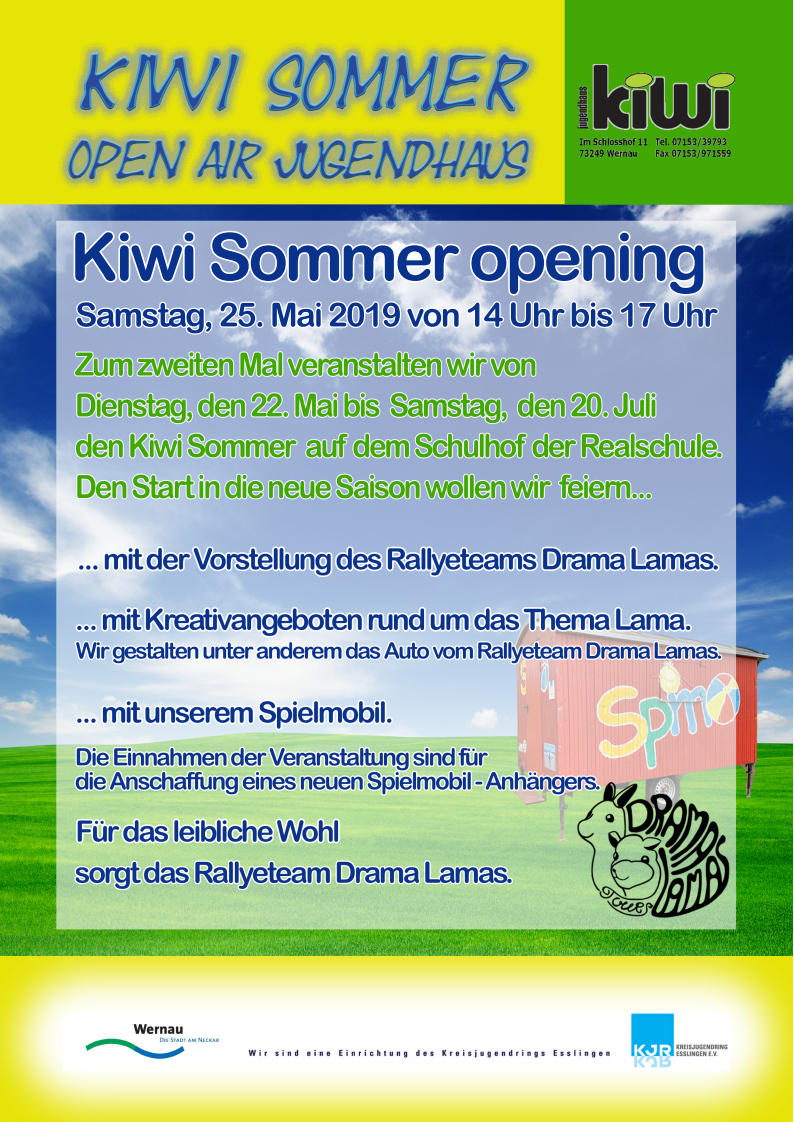 KIWI SOMMER
OPEN AIR JUGENDHAUS
jugendhaus
kiwi
Im Schlosshof 11 Tel. 07153/39793
73249 Wernau Fax 07153/971559
Kiwi Sommer opening
Samstag, 25. Mai 2019 von 14 Uhr bis 17 Uhr
Zum zweiten Mal veranstalten wir von
Dienstag, den 22. Mai bis Samstag, den 20. Juli
den Kiwi Sommer auf dem Schulhof der Realschule.
Den Start in die neue Saison wollen wir feiern...
... mit der Vorstellung des Rallyeteams Drama Lamas.
... mit Kreativangeboten rund um das Thema Lama.
Wir gestalten unter anderem das Auto vom Rallyeteam Drama Lamas.
Spimo
... mit unserem Spielmobil.
Die Einnahmen der Veranstaltung sind für
die Anschaffung eines neuen Spielmobil - Anhängers.
Für das leibliche Wohl
sorgt das Rallyeteam Drama Lamas.
DRAMA
LAMAS
Tours
Wernau
DIE STADT AM NECKAR
Wir sind eine Einrichtung des Kreisjugendrings Esslingen
KJR
KREISJUGENDRING
ESSLINGEN E.V.